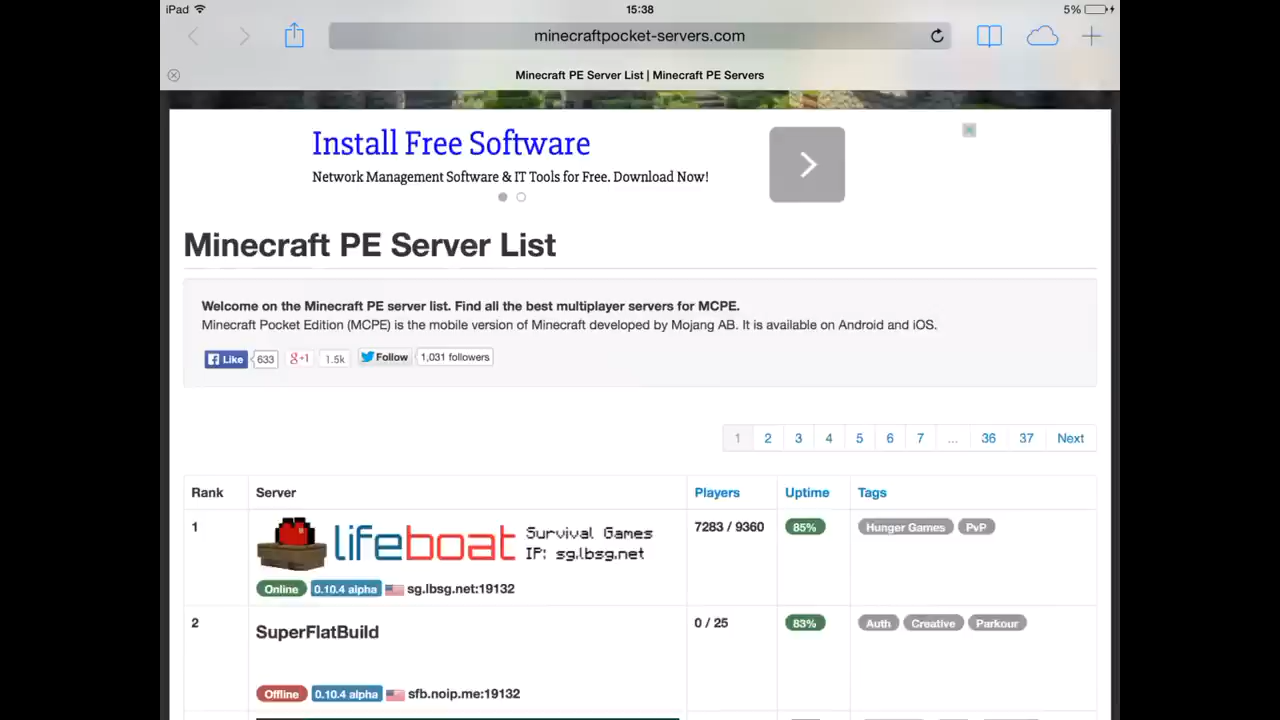 iPad 15:38 5%
minecraftpocket-servers.com
Minecraft PE Server List | Minecraft PE Servers
Install Free Software
Network Management Software & IT Tools for Free. Download Now!
Minecraft PE Server List
Welcome on the Minecraft PE server list. Find all the best multiplayer servers for MCPE.
Minecraft Pocket Edition (MCPE) is the mobile version of Minecraft developed by Mojang AB. It is available on Android and iOS.
Like 633 g+1 1.5k Follow 1,031 followers
1 2 3 4 5 6 7 ... 36 37 Next
Rank Server Players Uptime Tags
1 lifeboat Survival Games 7283 / 9360 85% Hunger Games PvP
IP: sg.lbsg.net
Online 0.10.4 alpha sg.lbsg.net:19132
2 SuperFlatBuild 0 / 25 83% Auth Creative Parkour
Offline 0.10.4 alpha sfb.noip.me:19132